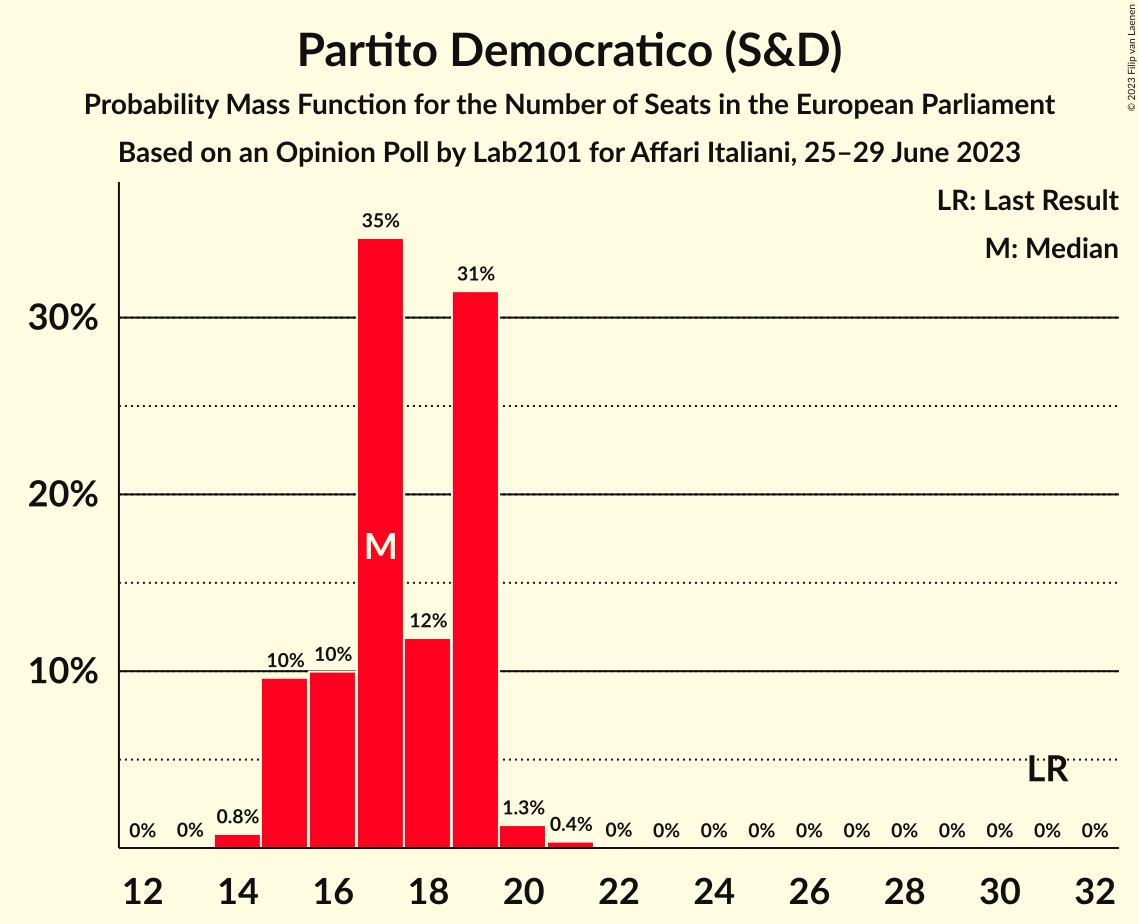 Partito Democratico (S&D)
Probability Mass Function for the Number of Seats in the European Parliament
Based on an Opinion Poll by Lab2101 for Affari Italiani, 25–29 June 2023
© 2023 Filip van Laenen
LR: Last Result
M: Median
30%
20%
10%
0% 0% 0.8% 10% 10% 35% 12% 31% 1.3% 0.4% 0% 0% 0% 0% 0% 0% 0% 0% 0% 0% 0%
M
LR
12 14 16 18 20 22 24 26 28 30 32